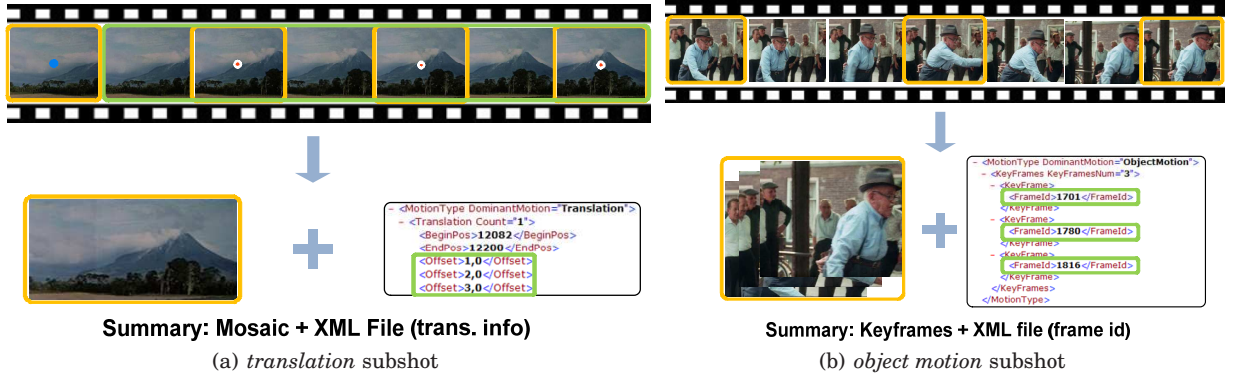 - <MotionType DominantMotion="Translation">
- <Translation Count="1">
<BeginPos>12082</BeginPos>
<EndPos>12200</EndPos>
<Offset>1,0</Offset>
<Offset>2,0</Offset>
<Offset>3,0</Offset>
Summary: Mosaic + XML File (trans. info)
(a) translation subshot
- <MotionType DominantMotion="ObjectMotion">
- <KeyFrames KeyFramesNum="3">
- <KeyFrame>
<FrameId>1701</FrameId>
</KeyFrame>
- <KeyFrame>
<FrameId>1780</FrameId>
</KeyFrame>
- <KeyFrame>
<FrameId>1816</FrameId>
</KeyFrame>
</KeyFrames>
</MotionType>
Summary: Keyframes + XML file (frame id)
(b) object motion subshot